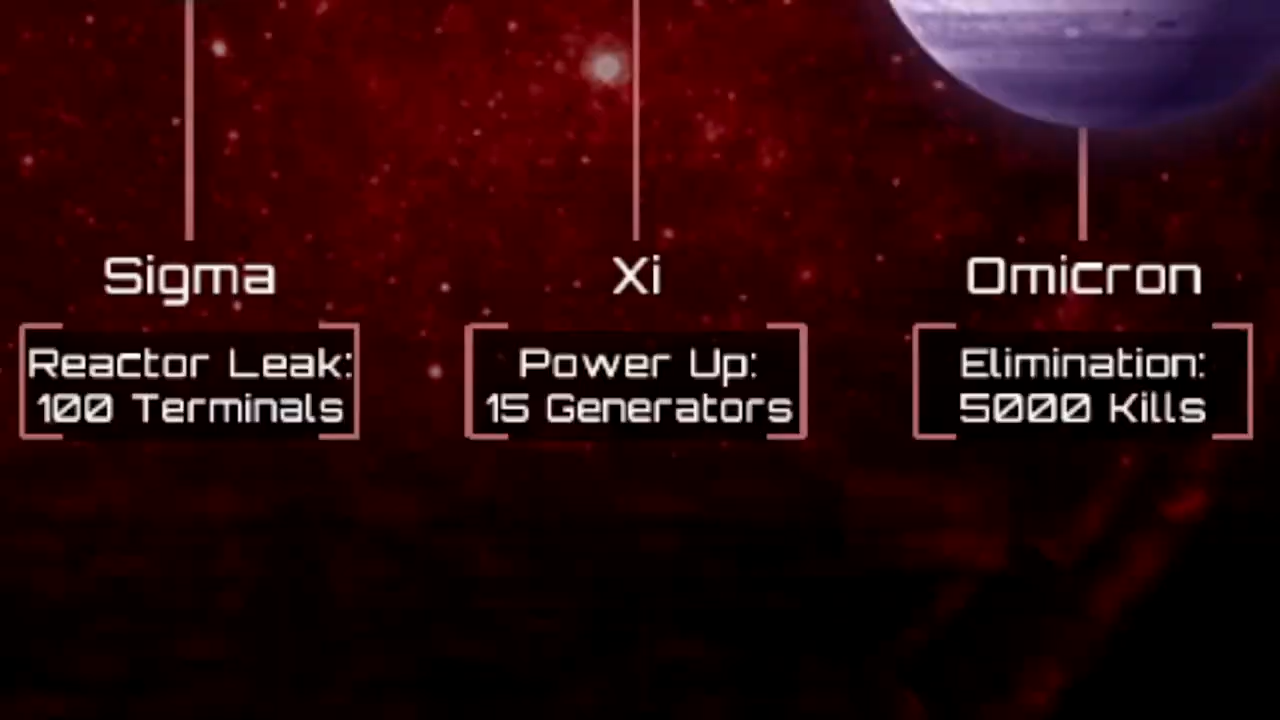 Sigma
Reactor Leak:
100 Terminals
Xi
Power Up:
15 Generators
Omicron
Elimination:
5000 Kills